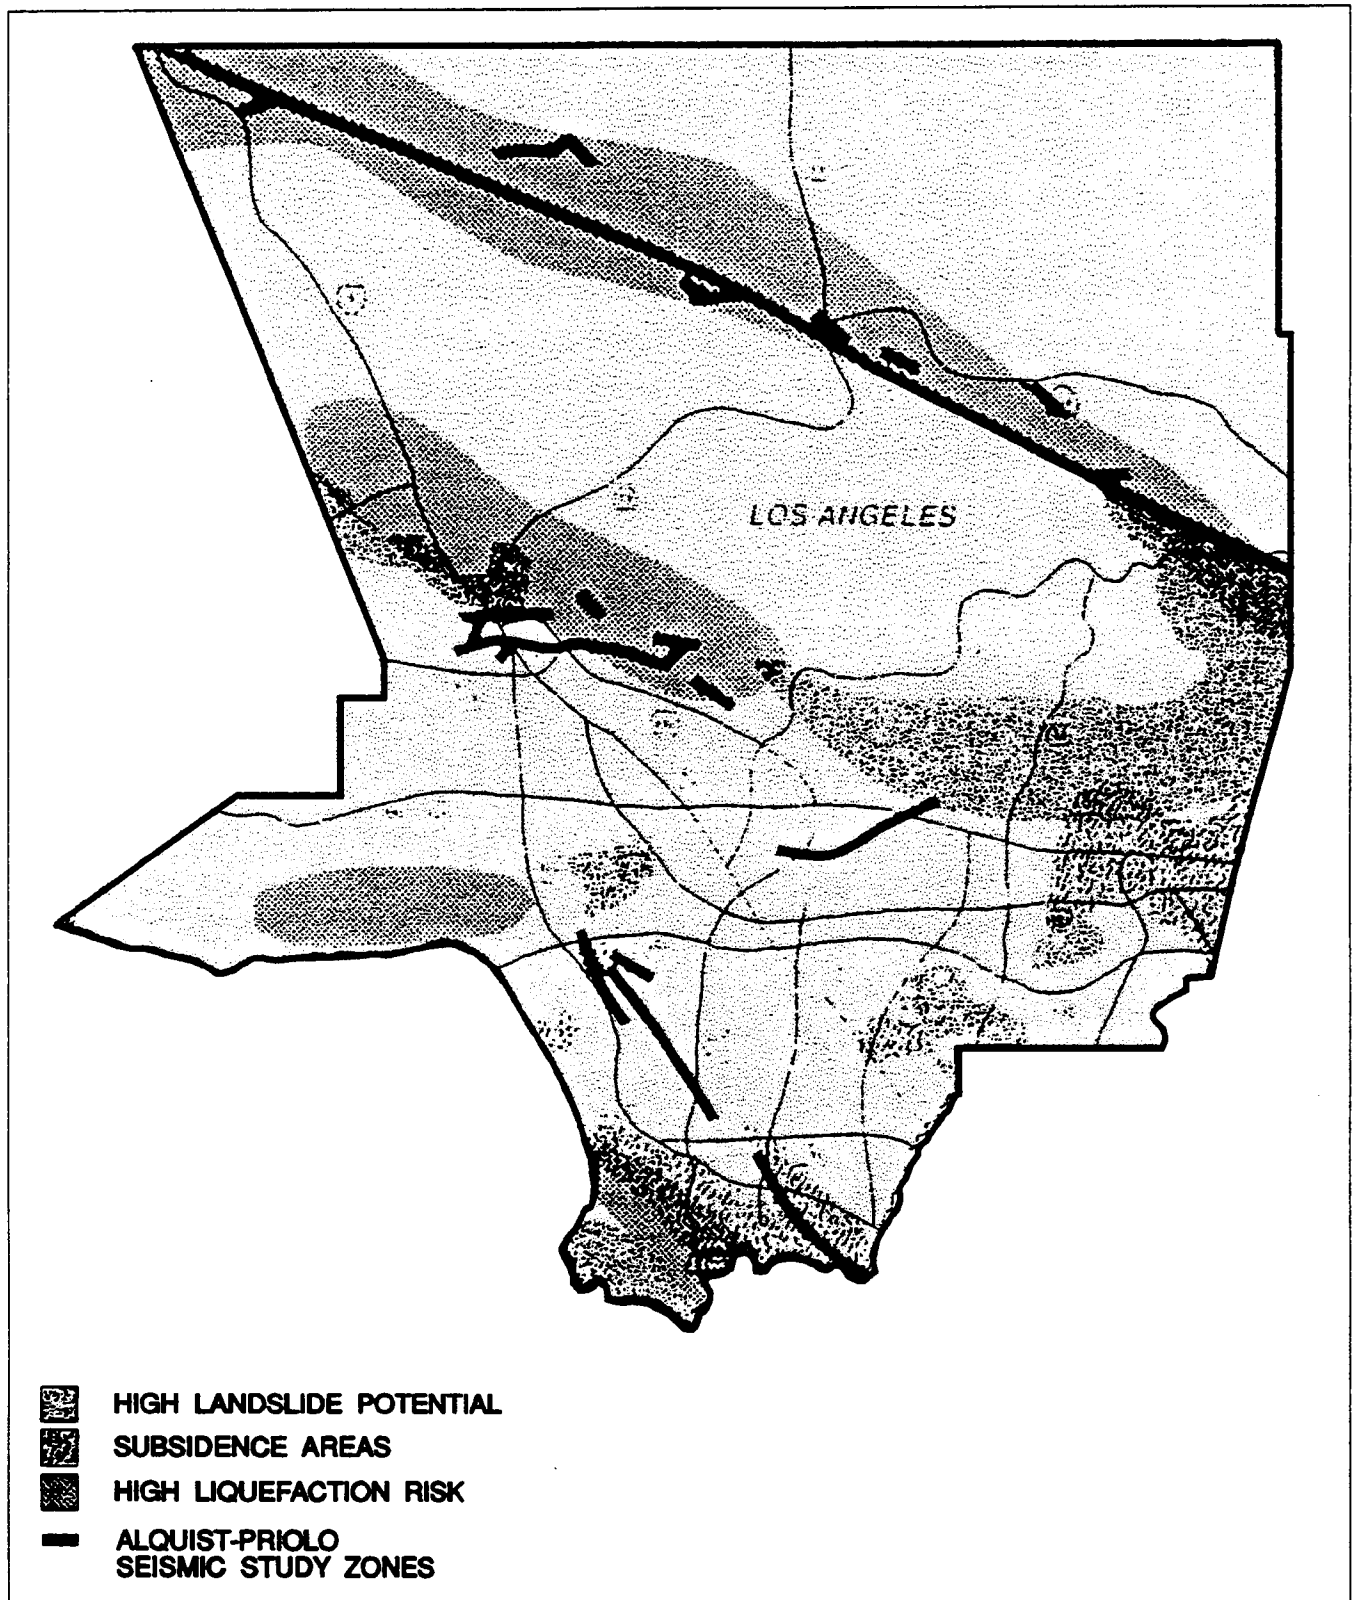 LOS ANGELES
HIGH LANDSLIDE POTENTIAL
SUBSIDENCE AREAS
HIGH LIQUEFACTION RISK
ALQUIST-PRIOLO
SEISMIC STUDY ZONES